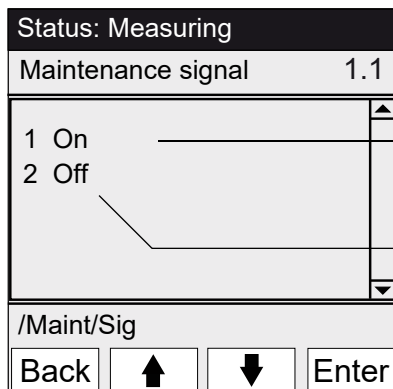 Status: Measuring
Maintenance signal 1.1
1 On
2 Off
/Maint/Sig
Back Enter